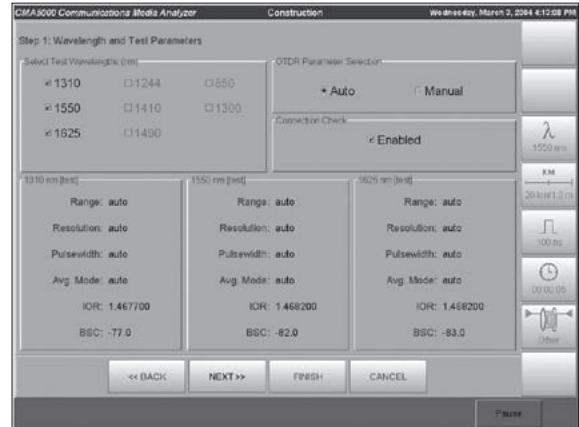 CMA5000 Communications Media Analyzer Construction Wednesday, March 3, 2004 4:13:08 PM
Step 1: Wavelength and Test Parameters
Select Test Wavelengths (nm)
1310 1244 850
1550 1410 1300
1625 1490
OTDR Parameter Selection
Auto Manual
Connection Check
Enabled
1310 nm [test]
Range: auto
Resolution: auto
Pulsewidth: auto
Avg. Mode: auto
IOR: 1.467700
BSC: -77.0
1550 nm [test]
Range: auto
Resolution: auto
Pulsewidth: auto
Avg. Mode: auto
IOR: 1.468200
BSC: -82.0
1625 nm [test]
Range: auto
Resolution: auto
Pulsewidth: auto
Avg. Mode: auto
IOR: 1.468200
BSC: -83.0
λ
1550 nm
KM
20 km/1.0 m
100 ns
00:00:05
Other
<< BACK NEXT >> FINISH CANCEL
Pause